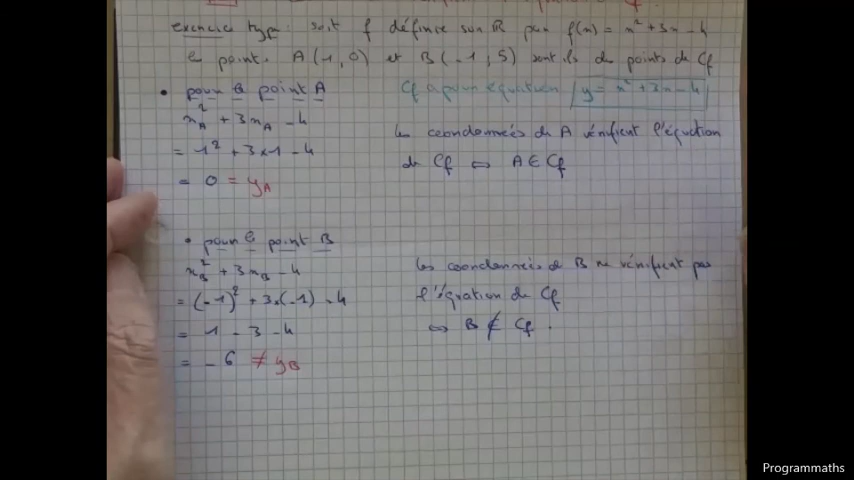 exercice type : soit f définie sur ℝ par f(x) = x² + 3x - 4
le point A(1,0) et B(-1,5) sont ils des points de Cf
• pour le point A
Cf a pour équation y = x² + 3x - 4
x_A² + 3x_A - 4
= 1² + 3×1 - 4
= 0 = y_A
les coordonnées de A vérifient l'équation
de Cf ⇔ A ∈ Cf
• pour le point B
x_B² + 3x_B - 4
= (-1)² + 3×(-1) - 4
= 1 - 3 - 4
= - 6 ≠ y_B
les coordonnées de B ne vérifient pas
l'équation de Cf
⇔ B ∉ Cf.
Programmaths